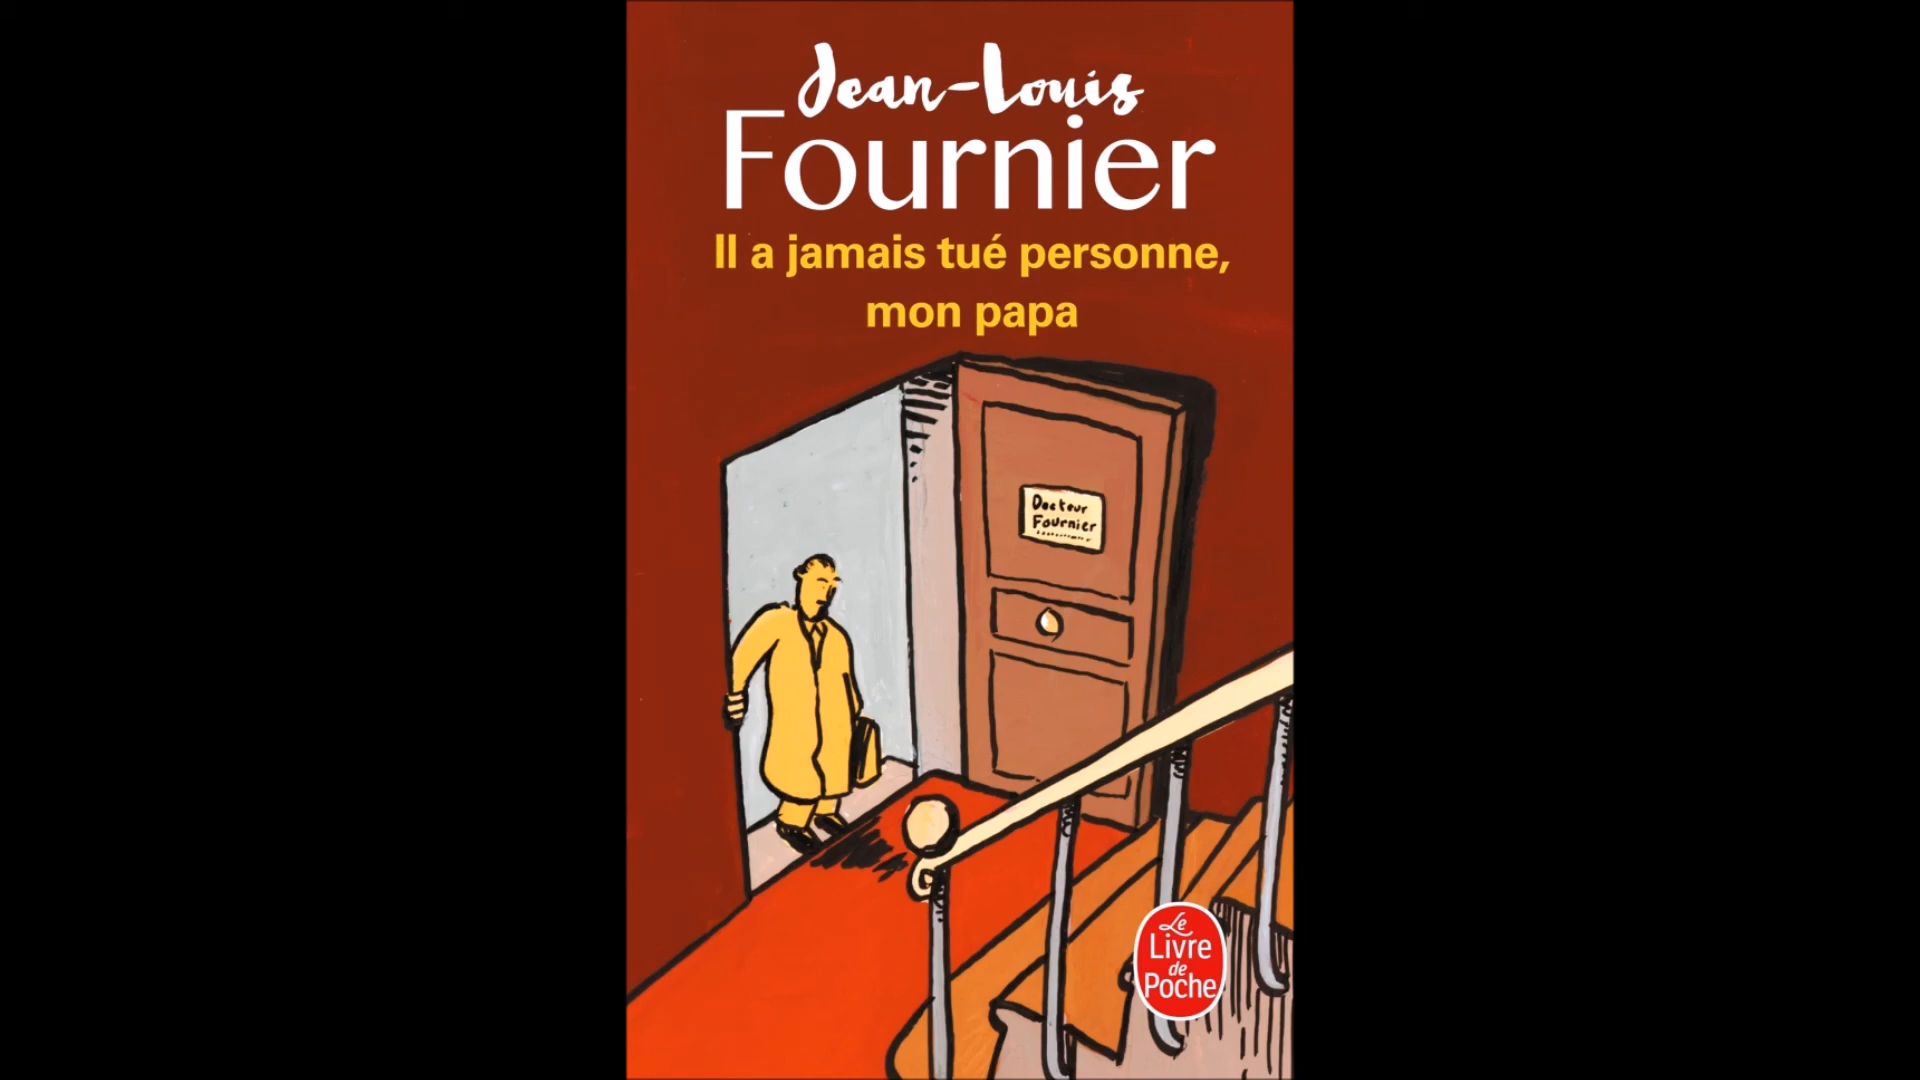 Jean-Louis
Fournier
Il a jamais tué personne,
mon papa
Docteur
Fournier
Le
Livre
de
Poche